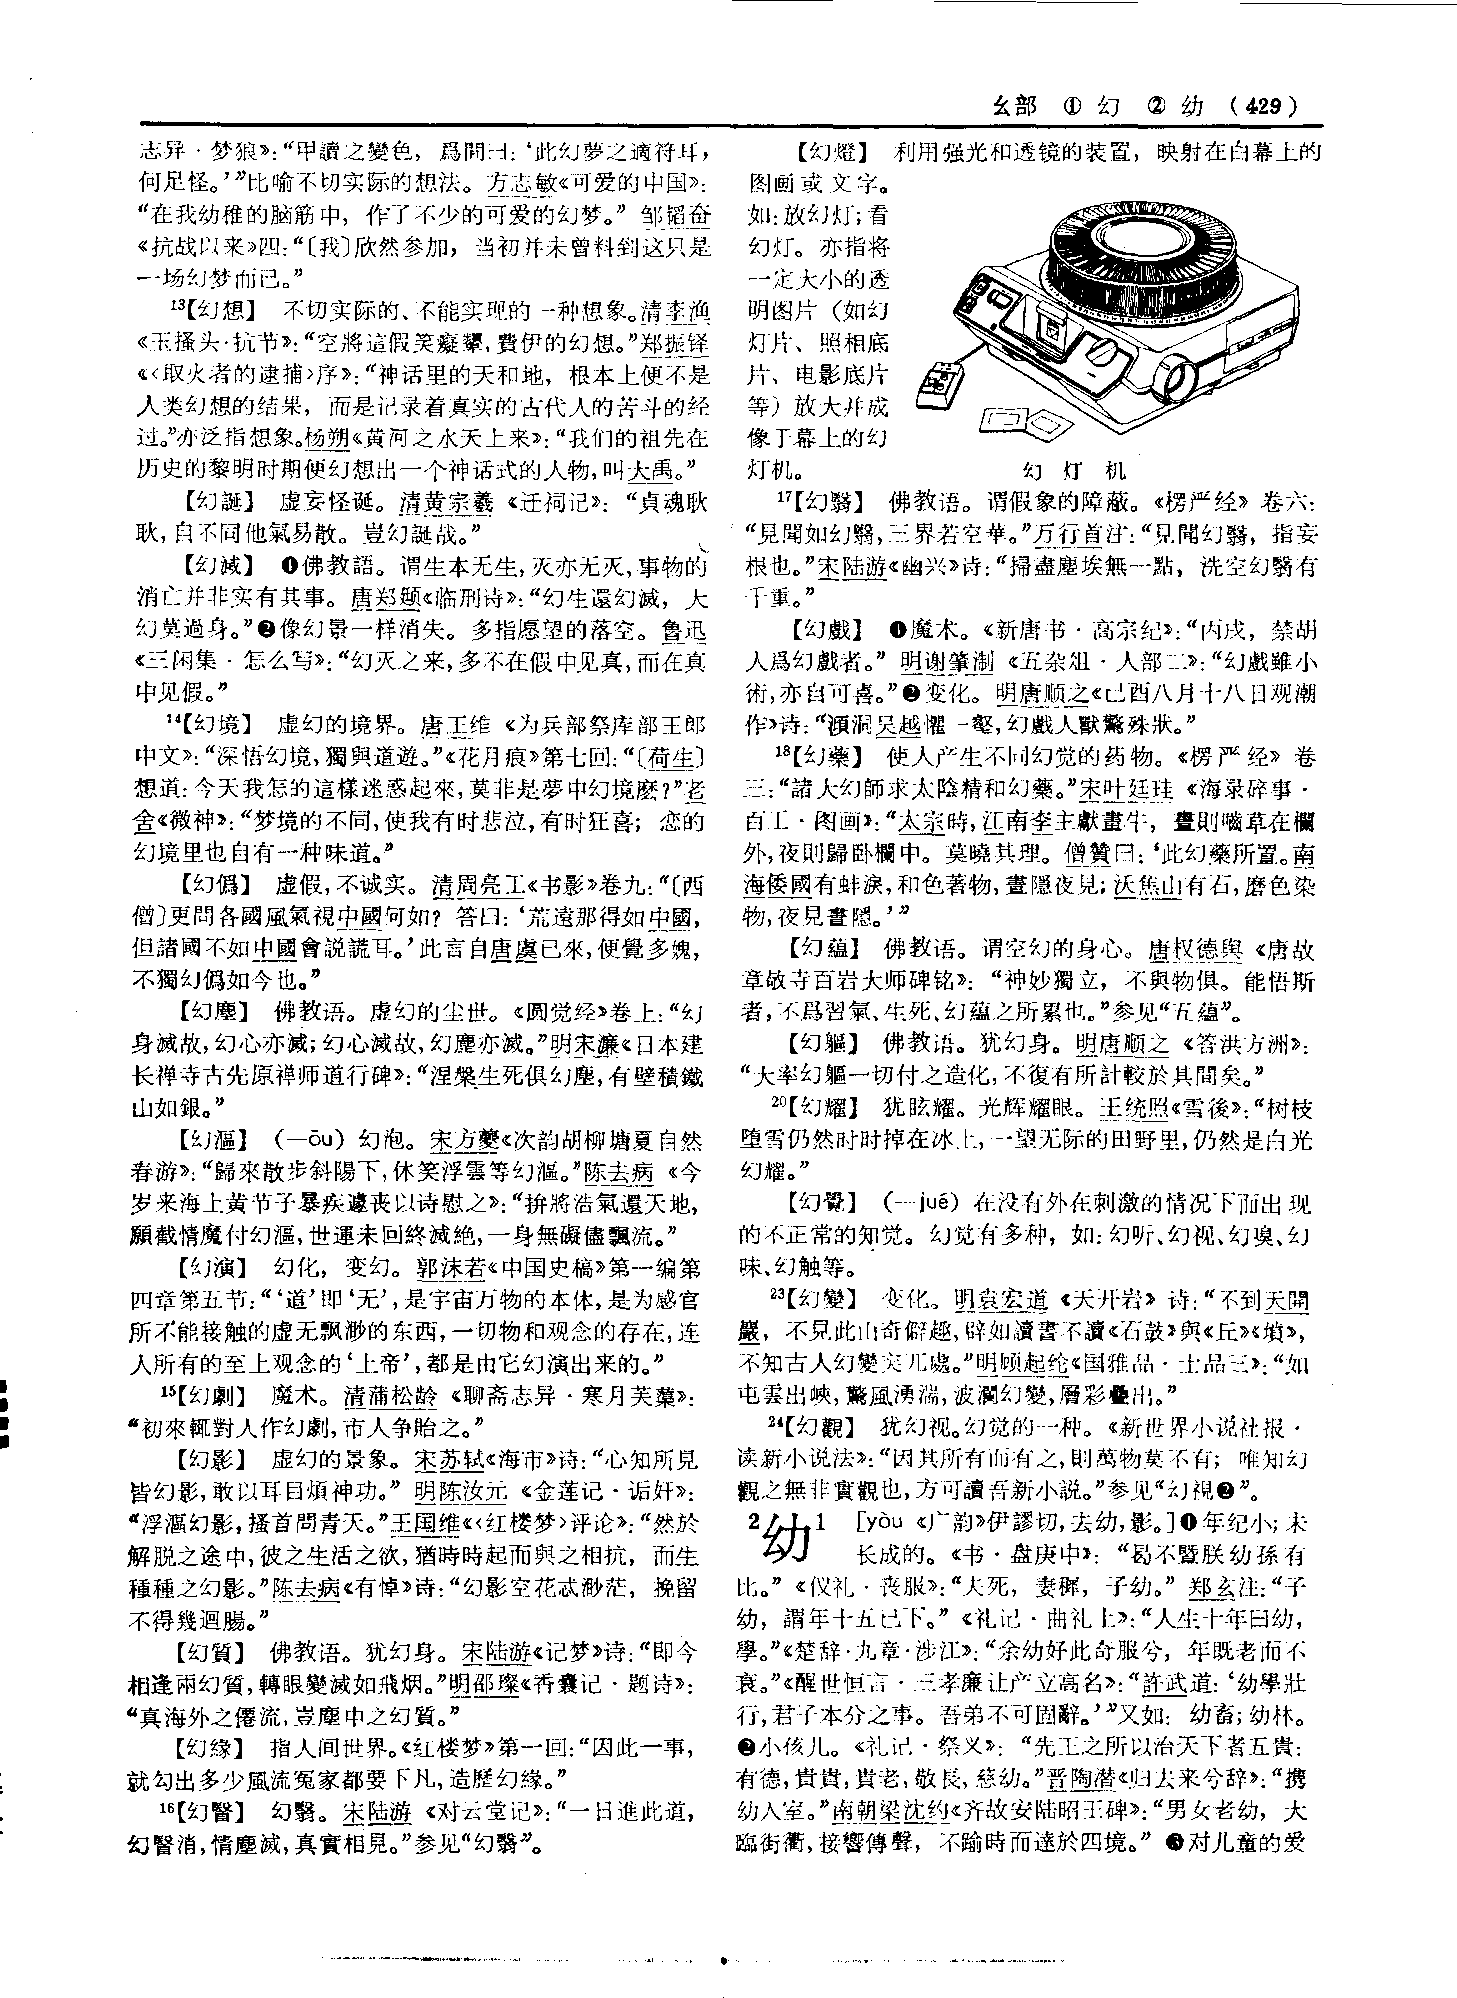 幺部 ① 幻 ② 幼 (429)
志异·梦狼》：“甲讀之變色，爲間曰：‘此幻夢之適符耳，
何足怪。’”比喻不切实际的想法。方志敏《可爱的中国》：
“在我幼稚的脑筋中，作了不少的可爱的幻梦。”邹韬奋
《抗战以来》四：“〔我〕欣然参加，当初并未曾料到这只是
一场幻梦而已。”
13【幻想】 不切实际的、不能实现的一种想象。清李渔
《玉搔头·抗节》：“空將這假笑癡顰，費伊的幻想。”郑振铎
《〈取火者的逮捕〉序》：“神话里的天和地，根本上便不是
人类幻想的结果，而是记录着真实的古代人的苦斗的经
过。”亦泛指想象。杨朔《黄河之水天上来》：“我们的祖先在
历史的黎明时期便幻想出一个神话式的人物，叫大禹。”
【幻誕】 虚妄怪诞。清黄宗羲《迁祠记》：“貞魂耿
耿，自不同他氣易散。豈幻誕哉。”
【幻滅】 ❶佛教語。谓生本无生，灭亦无灭，事物的
消亡并非实有其事。唐郑颋《临刑诗》：“幻生還幻滅，大
幻莫過身。”❷像幻景一样消失。多指愿望的落空。鲁迅
《三闲集·怎么写》：“幻灭之来，多不在假中见真，而在真
中见假。”
14【幻境】 虚幻的境界。唐王维《为兵部祭库部王郎
中文》：“深悟幻境，獨與道遊。”《花月痕》第七回：“〔荷生〕
想道：今天我怎的這樣迷惑起來，莫非是夢中幻境麽？”老
舍《微神》：“梦境的不同，使我有时悲泣，有时狂喜；恋的
幻境里也自有一种味道。”
【幻僞】 虚假，不诚实。清周亮工《书影》卷九：“〔西
僧〕更問各國風氣視中國何如？答曰：‘荒遠那得如中國，
但諸國不如中國會説謊耳。’此言自唐虞已來，便覺多媿，
不獨幻僞如今也。”
【幻塵】 佛教语。虚幻的尘世。《圆觉经》卷上：“幻
身滅故，幻心亦滅；幻心滅故，幻塵亦滅。”明宋濂《日本建
长禅寺古先原禅师道行碑》：“涅槃生死俱幻塵，有壁積鐵
山如銀。”
【幻漚】 （—ōu）幻泡。宋方夔《次韵胡柳塘夏自然
春游》：“歸來散步斜陽下，休笑浮雲等幻漚。”陈去病《今
岁来海上黄节子暴疾遽丧以诗慰之》：“拚將浩氣還天地，
願截情魔付幻漚，世運未回終滅絶，一身無礙儘飄流。”
【幻演】 幻化，变幻。郭沫若《中国史稿》第一编第
四章第五节：“‘道’即‘无’，是宇宙万物的本体，是为感官
所不能接触的虚无飘渺的东西，一切物和观念的存在，连
人所有的至上观念的‘上帝’，都是由它幻演出来的。”
15【幻劇】 魔术。清蒲松龄《聊斋志异·寒月芙蕖》：
“初來輒對人作幻劇，市人争貽之。”
【幻影】 虚幻的景象。宋苏轼《海市》诗：“心知所見
皆幻影，敢以耳目煩神功。”明陈汝元《金莲记·诟奸》：
“浮漚幻影，搔首問青天。”王国维《〈红楼梦〉评论》：“然於
解脱之途中，彼之生活之欲，猶時時起而與之相抗，而生
種種之幻影。”陈去病《有悼》诗：“幻影空花忒渺茫，挽留
不得幾迴腸。”
【幻質】 佛教语。犹幻身。宋陆游《记梦》诗：“即今
相逢兩幻質，轉眼變滅如飛烟。”明邵璨《香囊记·题诗》：
“真海外之僊流，豈塵中之幻質。”
【幻緣】 指人间世界。《红楼梦》第一回：“因此一事，
就勾出多少風流冤家都要下凡，造歷幻緣。”
16【幻瞖】 幻翳。宋陆游《对云堂记》：“一日進此道，
幻瞖消，情塵滅，真實相見。”参见“幻翳”。
【幻燈】 利用强光和透镜的装置，映射在白幕上的
图画或文字。
如：放幻灯；看
幻灯。亦指将
一定大小的透
明图片（如幻
灯片、照相底
片、电影底片
等）放大并成
像于幕上的幻
灯机。
幻灯机
17【幻翳】 佛教语。谓假象的障蔽。《楞严经》卷六：
“見聞如幻翳，三界若空華。”万行首注：“見聞幻翳，指妄
根也。”宋陆游《幽兴》诗：“掃盡塵埃無一點，洗空幻翳有
千重。”
【幻戲】 ❶魔术。《新唐书·高宗纪》：“丙戌，禁胡
人爲幻戲者。”明谢肇淛《五杂俎·人部二》：“幻戲雖小
術，亦自可喜。”❷变化。明唐顺之《己酉八月十八日观潮
作》诗：“澒洞吴越懼一壑，幻戲人獸驚殊狀。”
18【幻藥】 使人产生不同幻觉的药物。《楞严经》卷
三：“諸大幻師求太陰精和幻藥。”宋叶廷珪《海录碎事·
百工·图画》：“太宗時，江南李主獻畫牛，晝則嚙草在欄
外，夜則歸卧欄中。莫曉其理。僧贊曰：‘此幻藥所置。南
海倭國有蚌淚，和色著物，晝隱夜見；沃焦山有石，磨色染
物，夜見晝隱。’”
【幻蘊】 佛教语。谓空幻的身心。唐权德舆《唐故
章敬寺百岩大师碑铭》：“神妙獨立，不與物俱。能悟斯
者，不爲習氣、生死、幻蘊之所累也。”参见“五蕴”。
【幻軀】 佛教语。犹幻身。明唐顺之《答洪方洲》：
“大率幻軀一切付之造化，不復有所計較於其間矣。”
20【幻耀】 犹眩耀。光辉耀眼。王统照《雪後》：“树枝
堕雪仍然时时掉在冰上，一望无际的田野里，仍然是白光
幻耀。”
【幻覺】 （—jué）在没有外在刺激的情况下而出现
的不正常的知觉。幻觉有多种，如：幻听、幻视、幻嗅、幻
味、幻触等。
23【幻變】 变化。明袁宏道《天开岩》诗：“不到天開
巖，不見此山奇僻趣，辟如讀書不讀《石鼓》與《丘》《墳》，
不知古人幻變突兀處。”明顾起纶《国雅品·士品三》：“如
屯雲出峽，驚風湧湍，波瀾幻變，層彩疊出。”
24【幻觀】 犹幻视。幻觉的一种。《新世界小说社报·
读新小说法》：“因其所有而有之，則萬物莫不有；唯知幻
觀之無非實觀也，方可讀吾新小説。”参见“幻視❷”。
2幼1 [yòu 《广韵》伊謬切，去幼，影。]❶年纪小；未
长成的。《书·盘庚中》：“曷不暨朕幼孫有
比。”《仪礼·丧服》：“夫死，妻穉，子幼。”郑玄注：“子
幼，謂年十五已下。”《礼记·曲礼上》：“人生十年曰幼，
學。”《楚辞·九章·涉江》：“余幼好此奇服兮，年既老而不
衰。”《醒世恒言·三孝廉让产立高名》：“許武道：‘幼學壯
行，君子本分之事。吾弟不可固辭。’”又如：幼畜；幼林。
❷小孩儿。《礼记·祭义》：“先王之所以治天下者五貴：
有德，貴貴，貴老，敬長，慈幼。”晋陶潜《归去来兮辞》：“携
幼入室。”南朝梁沈约《齐故安陆昭王碑》：“男女老幼，大
臨街衢，接響傳聲，不踰時而達於四境。”❸对儿童的爱